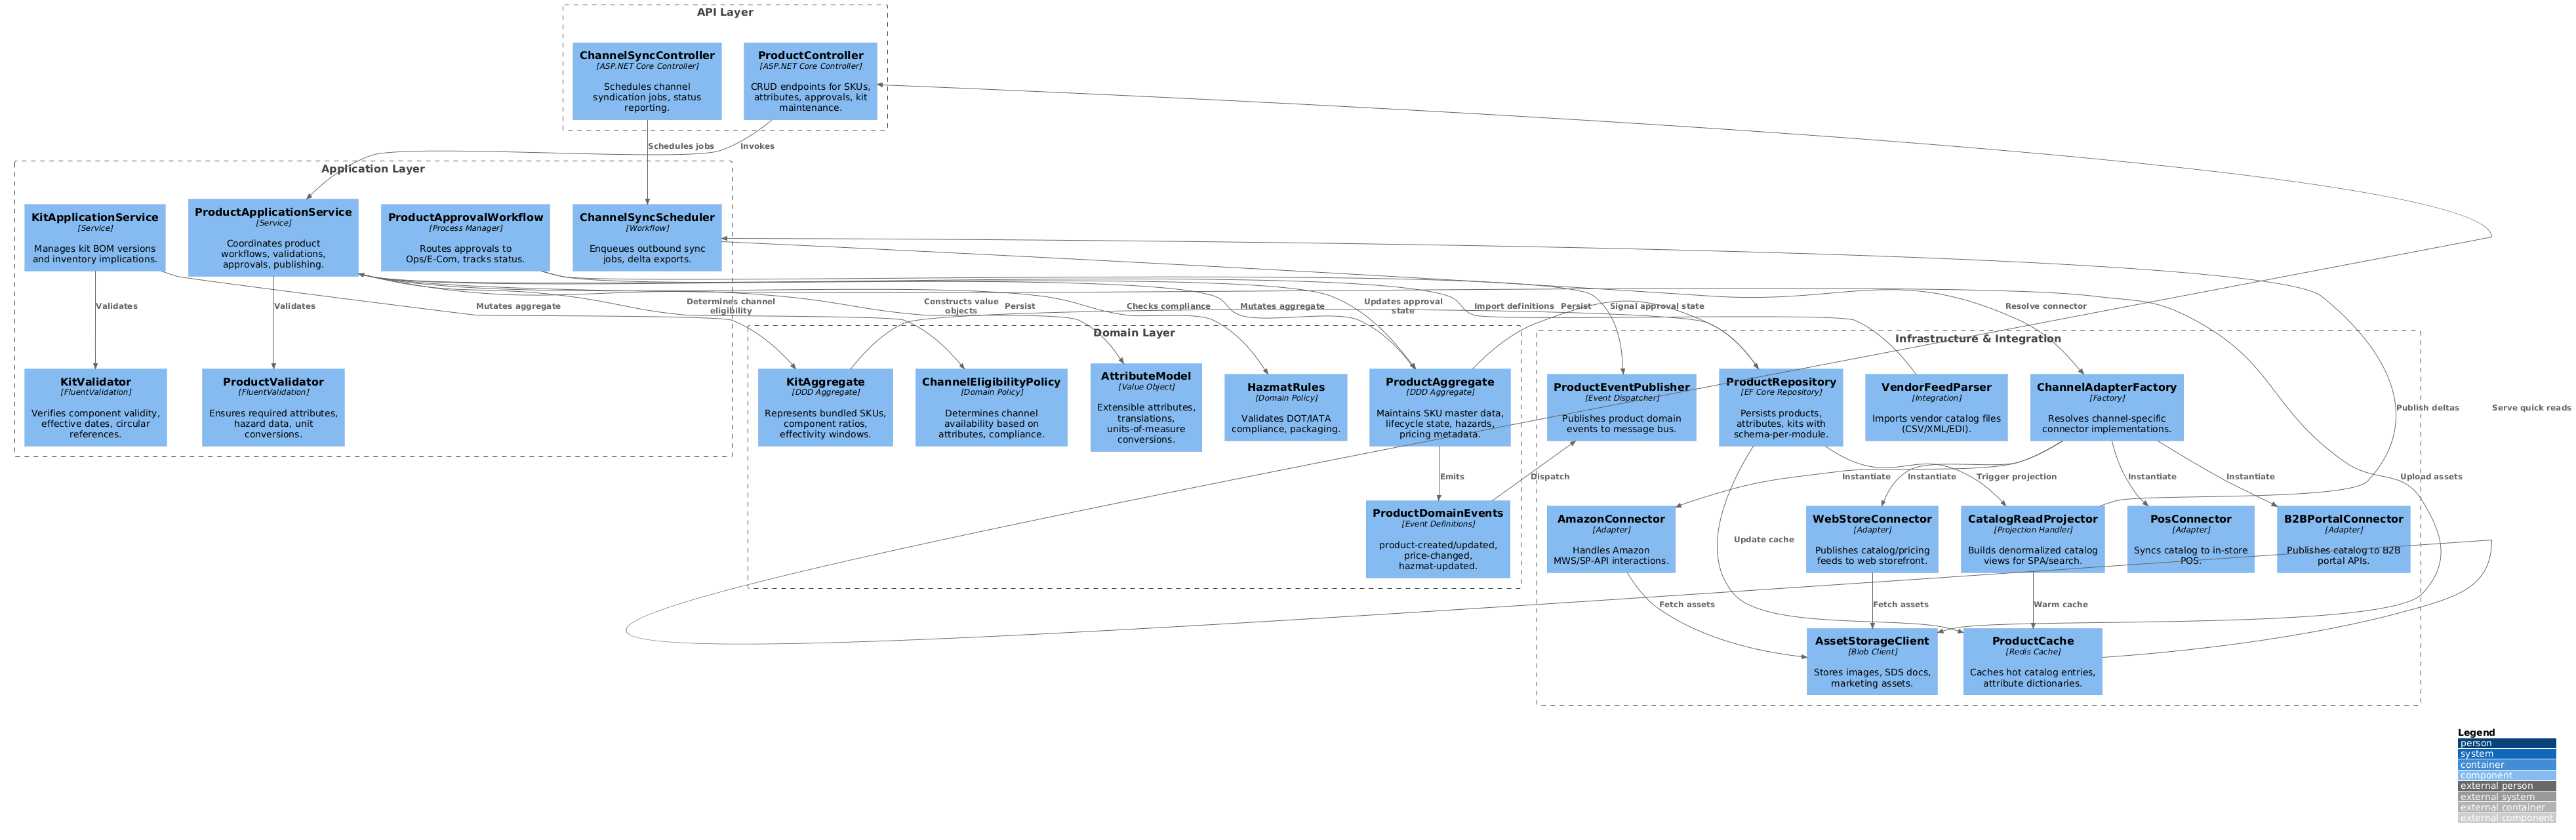 API Layer
ChannelSyncController
[ASP.NET Core Controller]
Schedules channel
syndication jobs, status
reporting.
ProductController
[ASP.NET Core Controller]
CRUD endpoints for SKUs,
attributes, approvals, kit
maintenance.
Schedules jobs
Invokes
Application Layer
KitApplicationService
[Service]
Manages kit BOM versions
and inventory implications.
ProductApplicationService
[Service]
Coordinates product
workflows, validations,
approvals, publishing.
ProductApprovalWorkflow
[Process Manager]
Routes approvals to
Ops/E-Com, tracks status.
ChannelSyncScheduler
[Workflow]
Enqueues outbound sync
jobs, delta exports.
Validates
Validates
Mutates aggregate
Determines channel
eligibility
Constructs value
objects
Persist
Checks compliance
Mutates aggregate
Updates approval
state
Import definitions
Persist
Signal approval state
Resolve connector
KitValidator
[FluentValidation]
Verifies component validity,
effective dates, circular
references.
ProductValidator
[FluentValidation]
Ensures required attributes,
hazard data, unit
conversions.
Domain Layer
KitAggregate
[DDD Aggregate]
Represents bundled SKUs,
component ratios,
effectivity windows.
ChannelEligibilityPolicy
[Domain Policy]
Determines channel
availability based on
attributes, compliance.
AttributeModel
[Value Object]
Extensible attributes,
translations,
units-of-measure
conversions.
HazmatRules
[Domain Policy]
Validates DOT/IATA
compliance, packaging.
ProductAggregate
[DDD Aggregate]
Maintains SKU master data,
lifecycle state, hazards,
pricing metadata.
Emits
Dispatch
ProductDomainEvents
[Event Definitions]
product-created/updated,
price-changed,
hazmat-updated.
Infrastructure & Integration
ProductEventPublisher
[Event Dispatcher]
Publishes product domain
events to message bus.
ProductRepository
[EF Core Repository]
Persists products,
attributes, kits with
schema-per-module.
VendorFeedParser
[Integration]
Imports vendor catalog files
(CSV/XML/EDI).
ChannelAdapterFactory
[Factory]
Resolves channel-specific
connector implementations.
Publish deltas
Serve quick reads
Instantiate
Instantiate
Trigger projection
Instantiate
Instantiate
Upload assets
AmazonConnector
[Adapter]
Handles Amazon
MWS/SP-API interactions.
Update cache
WebStoreConnector
[Adapter]
Publishes catalog/pricing
feeds to web storefront.
CatalogReadProjector
[Projection Handler]
Builds denormalized catalog
views for SPA/search.
PosConnector
[Adapter]
Syncs catalog to in-store
POS.
B2BPortalConnector
[Adapter]
Publishes catalog to B2B
portal APIs.
Fetch assets
Fetch assets
Warm cache
AssetStorageClient
[Blob Client]
Stores images, SDS docs,
marketing assets.
ProductCache
[Redis Cache]
Caches hot catalog entries,
attribute dictionaries.
Legend
person
system
container
component
external person
external system
external container
external component